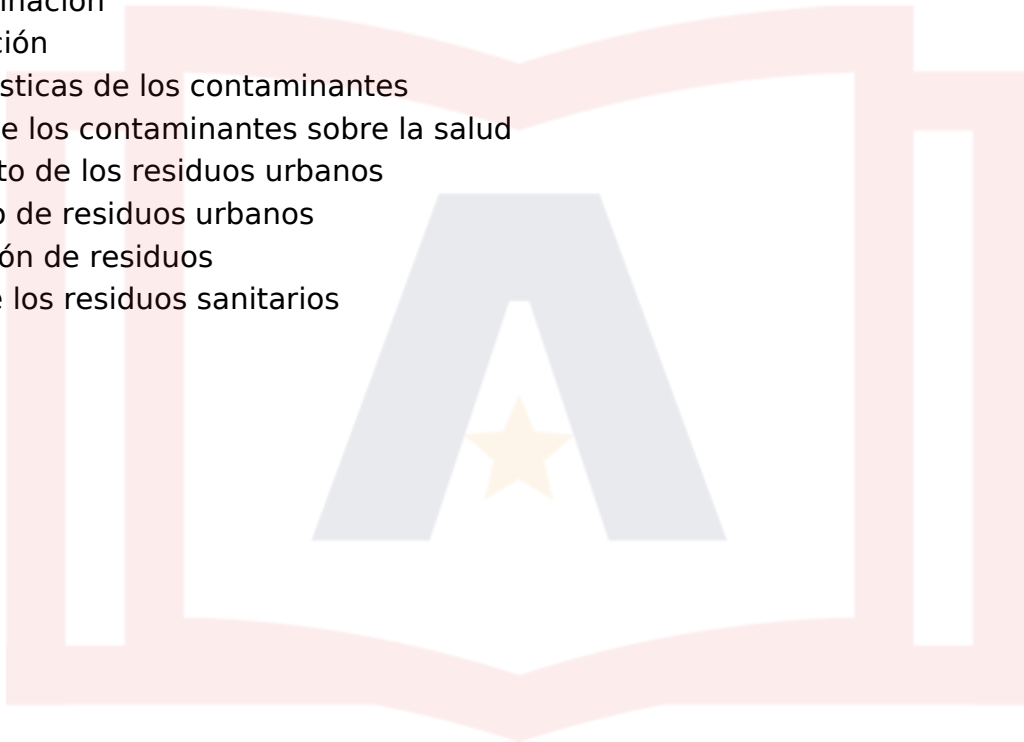 inación
ción
sticas de los contaminantes
e los contaminantes sobre la salud
to de los residuos urbanos
o de residuos urbanos
ón de residuos
e los residuos sanitarios